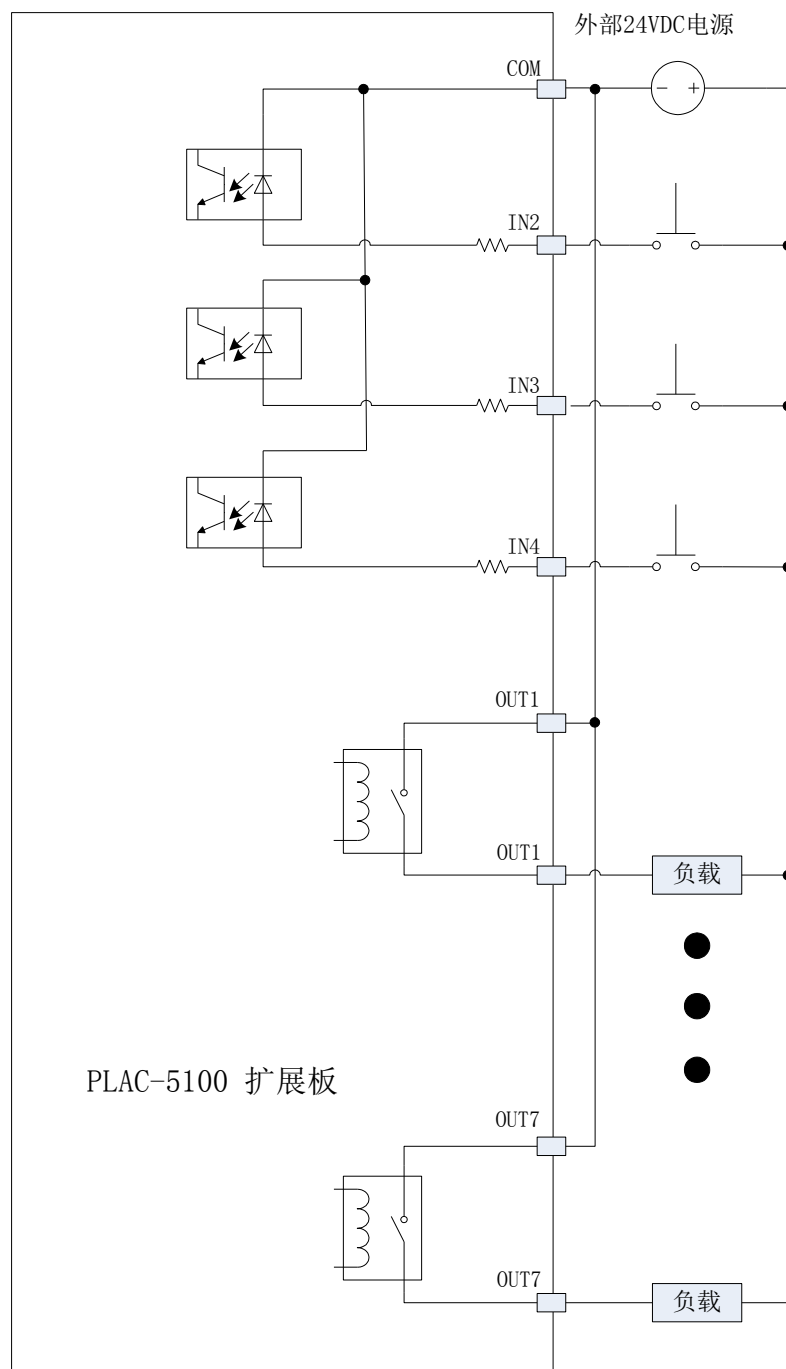 外部24VDC电源
COM
- +
IN2
IN3
IN4
OUT1
OUT1
负载
PLAC-5100 扩展板
OUT7
OUT7
负载